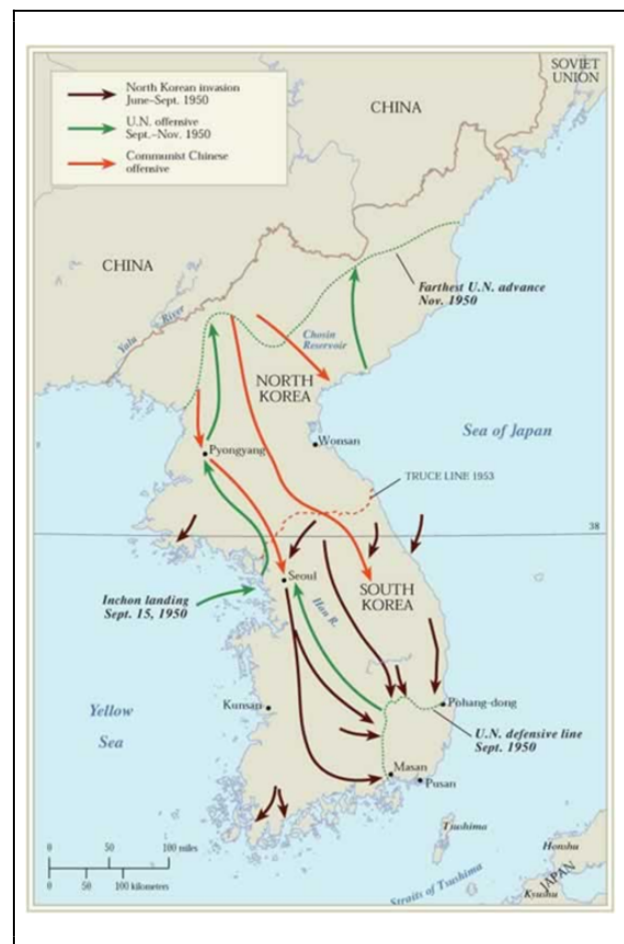 North Korean invasion
June–Sept. 1950
U.N. offensive
Sept.–Nov. 1950
Communist Chinese
offensive
SOVIET
UNION
CHINA
CHINA
Farthest U.N. advance
Nov. 1950
Yalu River
Chosin
Reservoir
NORTH
KOREA
Wonsan
Sea of Japan
Pyongyang
TRUCE LINE 1953
38
Seoul
SOUTH
KOREA
Inchon landing
Sept. 15, 1950
Han R.
Kunsan
Pohang-dong
Yellow
Sea
U.N. defensive line
Sept. 1950
Masan
Pusan
Tsushima
0 50 100 miles
0 50 100 kilometers
Honshu
JAPAN
Kyushu
Straits of Tsushima